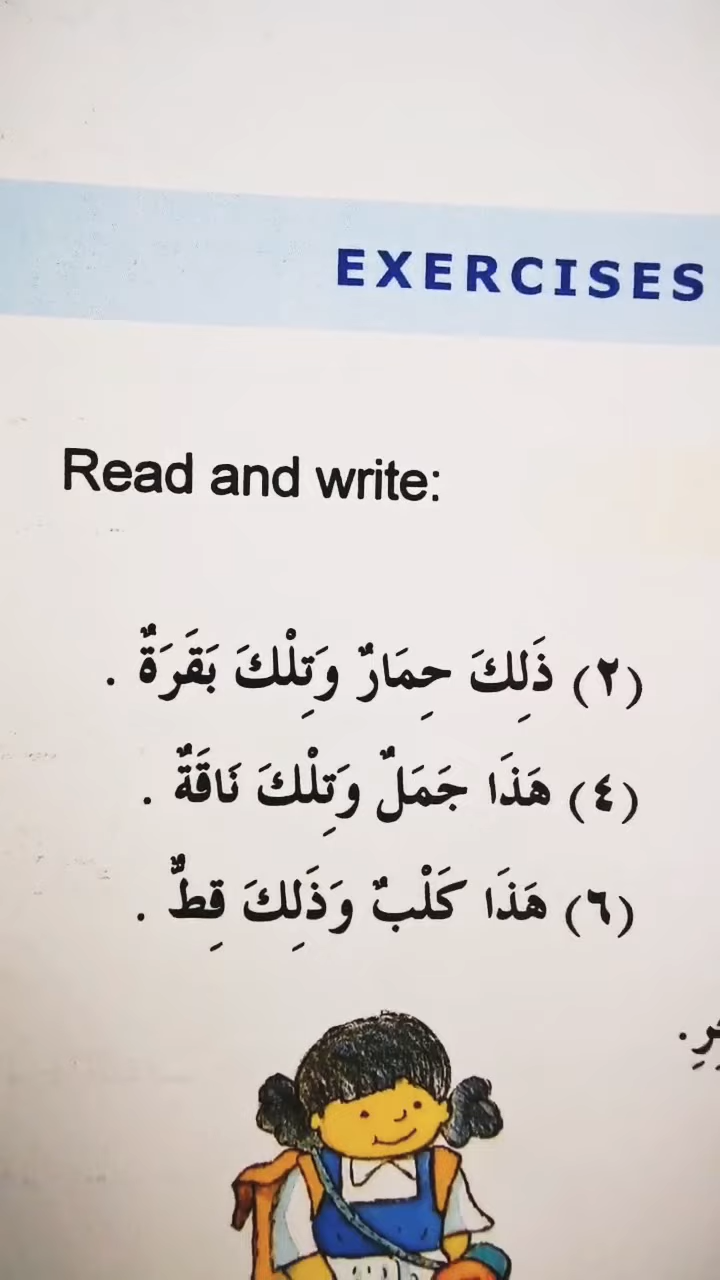 EXERCISES
Read and write:
(٢) ذَلِكَ حِمَارٌ وَتِلْكَ بَقَرَةٌ .
(٤) هَذَا جَمَلٌ وَتِلْكَ نَاقَةٌ .
(٦) هَذَا كَلْبٌ وَذَلِكَ قِطٌّ .